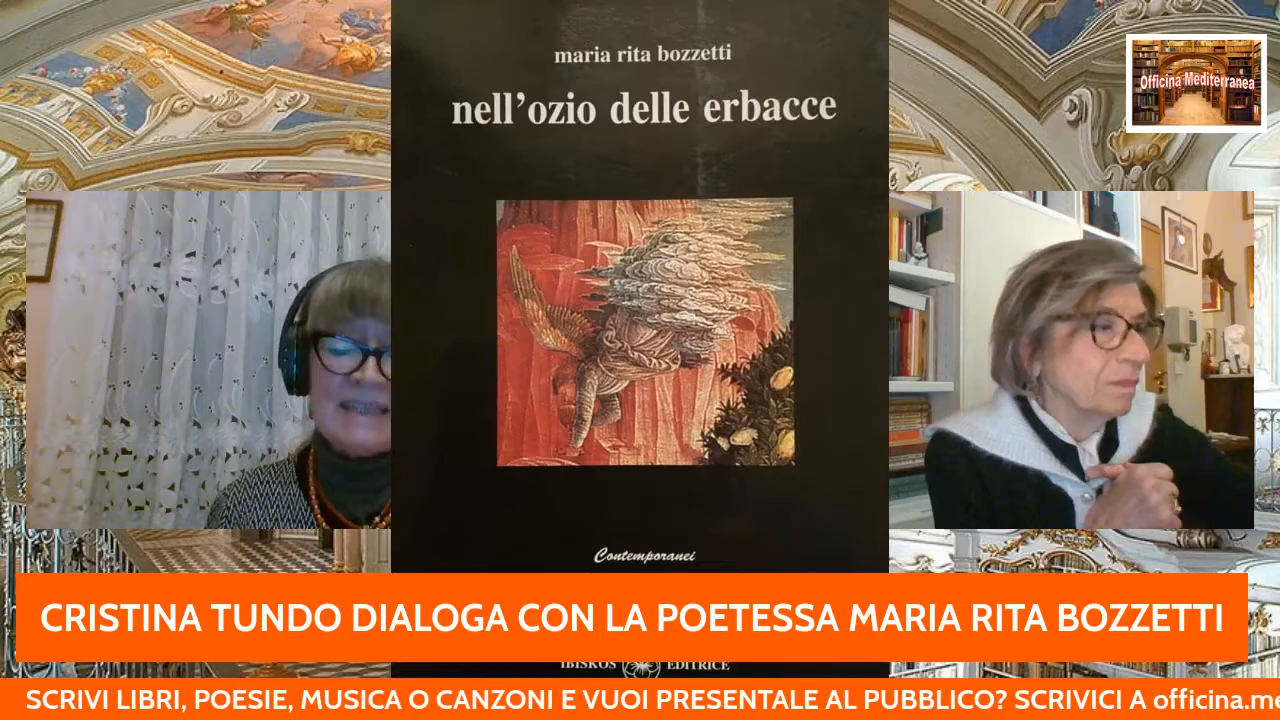 maria rita bozzetti
nell'ozio delle erbacce
Officina Mediterranea
Contemporanei
CRISTINA TUNDO DIALOGA CON LA POETESSA MARIA RITA BOZZETTI
IBISKOS EDITRICE
SCRIVI LIBRI, POESIE, MUSICA O CANZONI E VUOI PRESENTALE AL PUBBLICO? SCRIVICI A officina.me